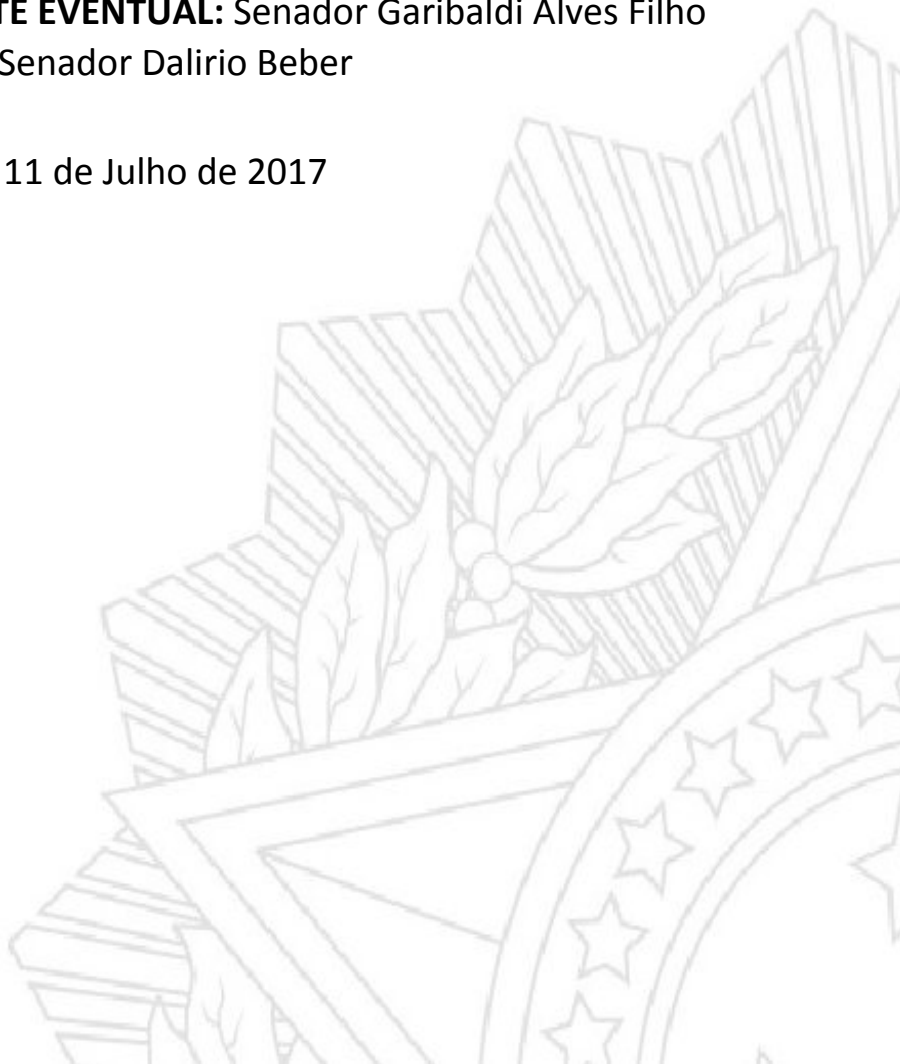 TE EVENTUAL: Senador Garibaldi Alves Filho
Senador Dalirio Beber
11 de Julho de 2017